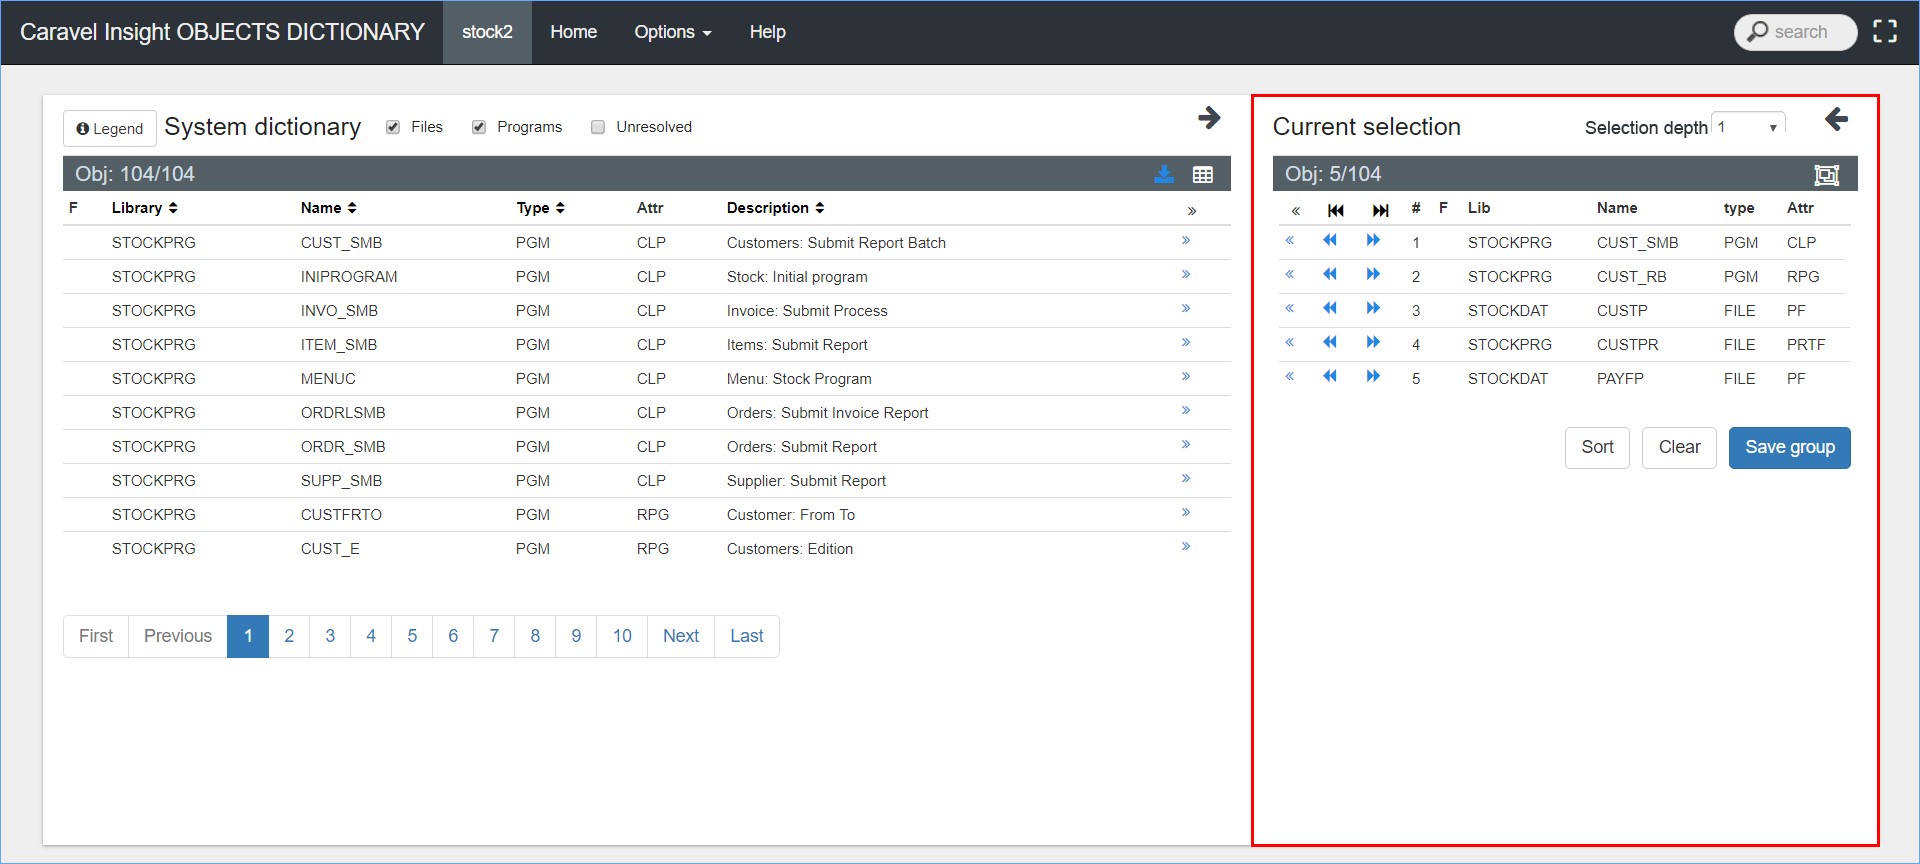 Caravel Insight OBJECTS DICTIONARY stock2 Home Options Help search
Legend System dictionary Files Programs Unresolved
Obj: 104/104
F Library Name Type Attr Description »
STOCKPRG CUST_SMB PGM CLP Customers: Submit Report Batch »
STOCKPRG INIPROGRAM PGM CLP Stock: Initial program »
STOCKPRG INVO_SMB PGM CLP Invoice: Submit Process »
STOCKPRG ITEM_SMB PGM CLP Items: Submit Report »
STOCKPRG MENUC PGM CLP Menu: Stock Program »
STOCKPRG ORDRLSMB PGM CLP Orders: Submit Invoice Report »
STOCKPRG ORDR_SMB PGM CLP Orders: Submit Report »
STOCKPRG SUPP_SMB PGM CLP Supplier: Submit Report »
STOCKPRG CUSTFRTO PGM RPG Customer: From To »
STOCKPRG CUST_E PGM RPG Customers: Edition »
First Previous 1 2 3 4 5 6 7 8 9 10 Next Last
Current selection Selection depth 1
Obj: 5/104
« # F Lib Name type Attr
« 1 STOCKPRG CUST_SMB PGM CLP
« 2 STOCKPRG CUST_RB PGM RPG
« 3 STOCKDAT CUSTP FILE PF
« 4 STOCKPRG CUSTPR FILE PRTF
« 5 STOCKDAT PAYFP FILE PF
Sort Clear Save group